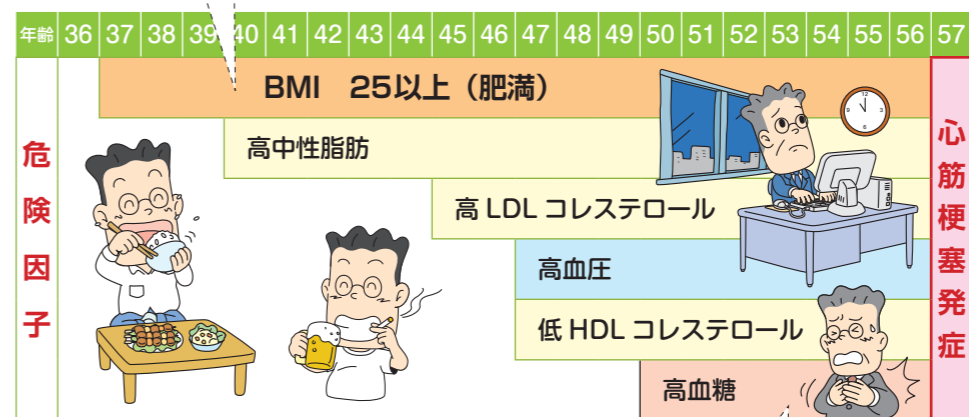 年齢 36 37 38 39 40 41 42 43 44 45 46 47 48 49 50 51 52 53 54 55 56 57
危険因子
BMI 25以上（肥満）
高中性脂肪
高 LDL コレステロール
高血圧
低 HDL コレステロール
高血糖
心筋梗塞発症